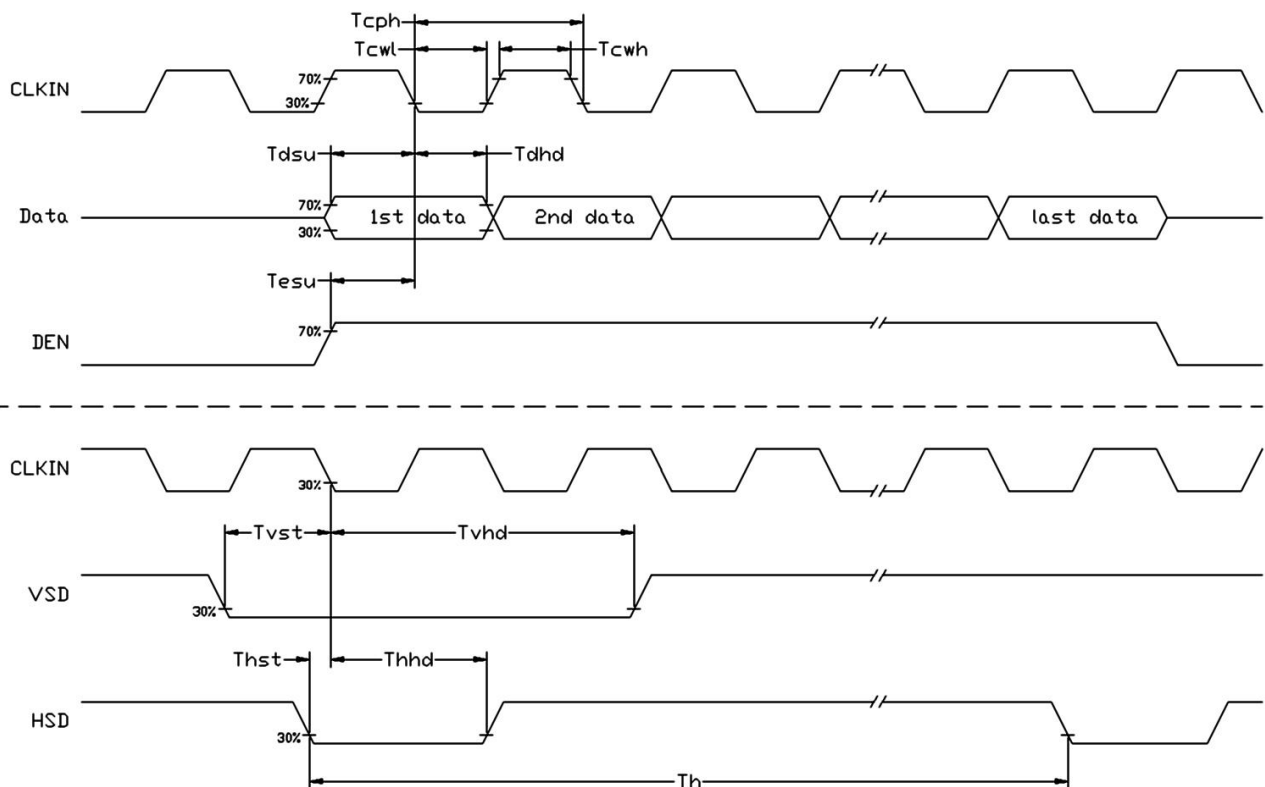 Tcph
Tcwl Tcwh
CLKIN 70%
30%
Tdsu Tdhd
Data 70% 1st data 2nd data last data
30%
Tesu
DEN 70%
CLKIN 30%
Tvst Tvhd
VSD 30%
Thst Thhd
HSD 30%
Th